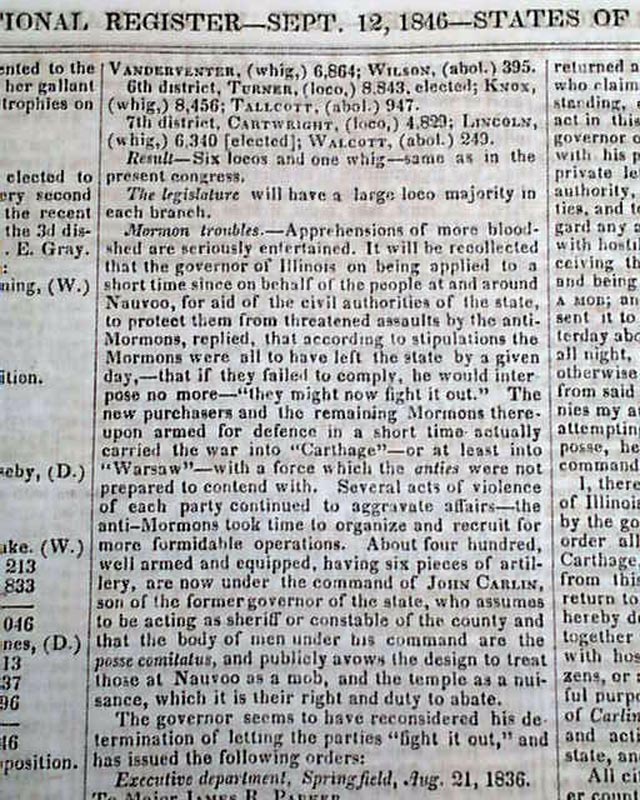 TIONAL REGISTER—SEPT. 12, 1846—STATES OF
ented to the
her gallant
trophies on
elected to
ery second
the recent
the 3d dis-
. E. Gray.
:
ning, (W.)
ition.
seby, (D.)
uke. (W.)
213
833
046
nes, (D.)
13
37
96
46
position.
VANDERVENTER, (whig,) 6,864; WILSON, (abol.) 395.
6th district, TURNER, (loco,) 8.843, elected; KNOX,
(whig,) 8,456; TALLCOTT, (abol.) 947.
7th district, CARTWRIGHT, (loco,) 4,829; LINCOLN,
(whig,) 6,340 [elected]; WALCOTT, (abol.) 249.
Result—Six locos and one whig—same as in the
present congress.
The legislature will have a large loco majority in
each branch.
Mormon troubles.—Apprehensions of more blood-
shed are seriously entertained. It will be recollected
that the governor of Illinois on being applied to a
short time since on behalf of the people at and around
Nauvoo, for aid of the civil authorities of the state,
to protect them from threatened assaults by the anti-
Mormons, replied, that according to stipulations the
Mormons were all to have left the state by a given
day,—that if they failed to comply, he would inter-
pose no more—"they might now fight it out." The
new purchasers and the remaining Mormons there-
upon armed for defence in a short time actually
carried the war into "Carthage"—or at least into
"Warsaw"—with a force which the anties were not
prepared to contend with. Several acts of violence
of each party continued to aggravate affairs—the
anti-Mormons took time to organize and recruit for
more formidable operations. About four hundred,
well armed and equipped, having six pieces of artil-
lery, are now under the command of JOHN CARLIN,
son of the former governor of the state, who assumes
to be acting as sheriff or constable of the county and
that the body of men under his command are the
posse comitatus, and publicly avows the design to treat
those at Nauvoo as a mob, and the temple as a nui-
sance, which it is their right and duty to abate.
The governor seems to have reconsidered his de-
termination of letting the parties "fight it out," and
has issued the following orders:
Executive department, Springfield, Aug. 21, 1836.
To Major JAMES R. PARKER
returned a
who claim
standing,
act in this
governor o
with his p
private le
authority,
ties, and t
gard any a
with hosti
ceiving th
and being
A MOB; an
sent it to
terday abo
all night,
otherwise
from said
nies my a
attempting
posse, he
command
I, there
of Illinois
by the go
order all
Carthage,
from this
return to
hereby de
together
with hos
zens, or a
ful purp
of Carlin
and acti
state, an
All ci
er count